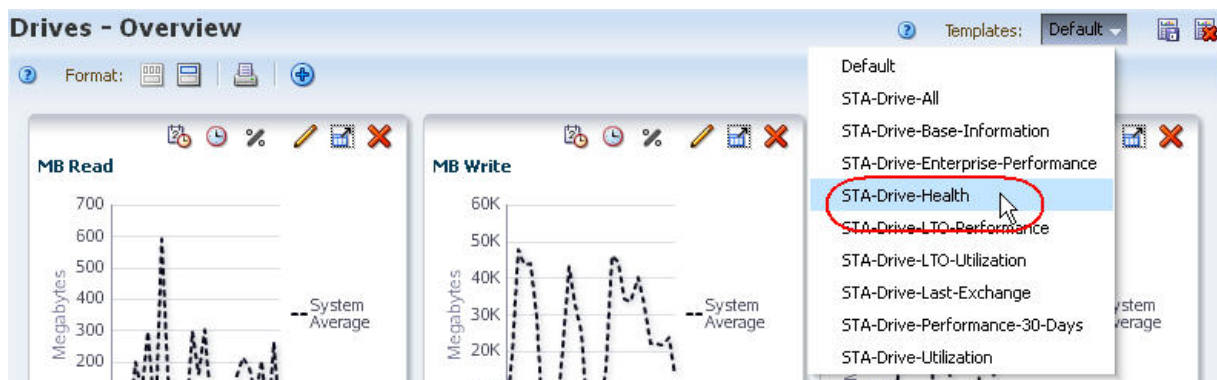 Drives - Overview
Templates: Default
Format:
Default
STA-Drive-All
STA-Drive-Base-Information
STA-Drive-Enterprise-Performance
STA-Drive-Health
STA-Drive-LTO-Performance
STA-Drive-LTO-Utilization
STA-Drive-Last-Exchange
STA-Drive-Performance-30-Days
STA-Drive-Utilization
MB Read
700
600
500
400
300
200
Megabytes
System
Average
MB Write
60K
50K
40K
30K
20K
Megabytes
System
Average
ystem
verage